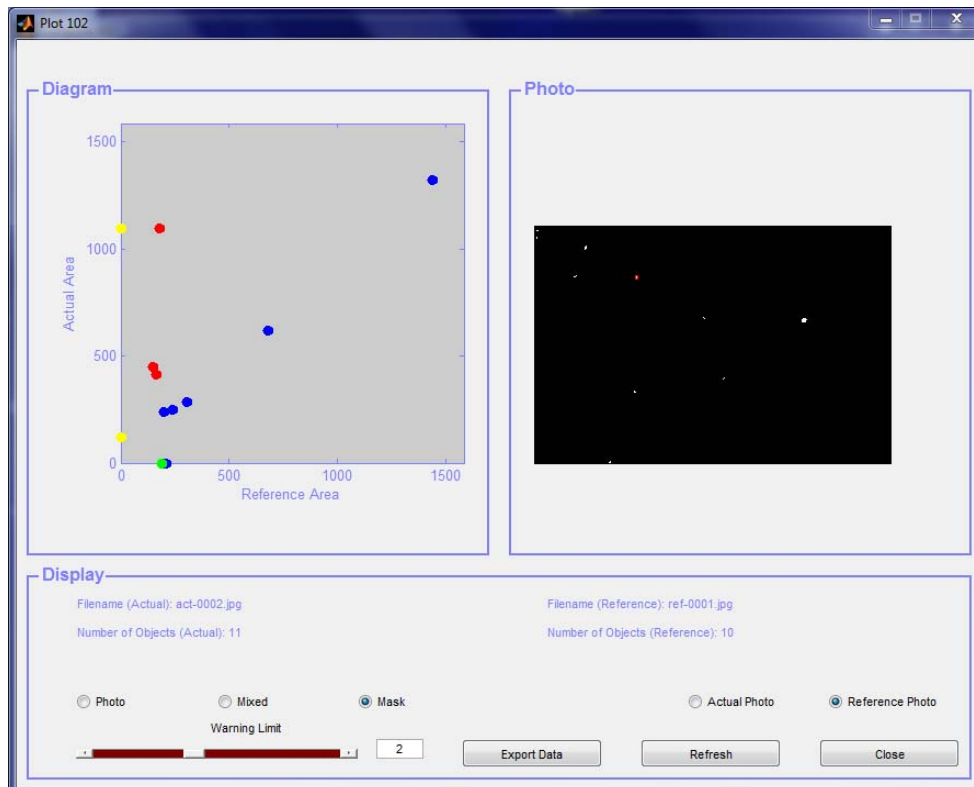 Plot 102
Diagram
1500
1000
500
0
0 500 1000 1500
Actual Area
Reference Area
Photo
Display
Filename (Actual): act-0002.jpg
Filename (Reference): ref-0001.jpg
Number of Objects (Actual): 11
Number of Objects (Reference): 10
Photo Mixed Mask Actual Photo Reference Photo
Warning Limit
2 Export Data Refresh Close